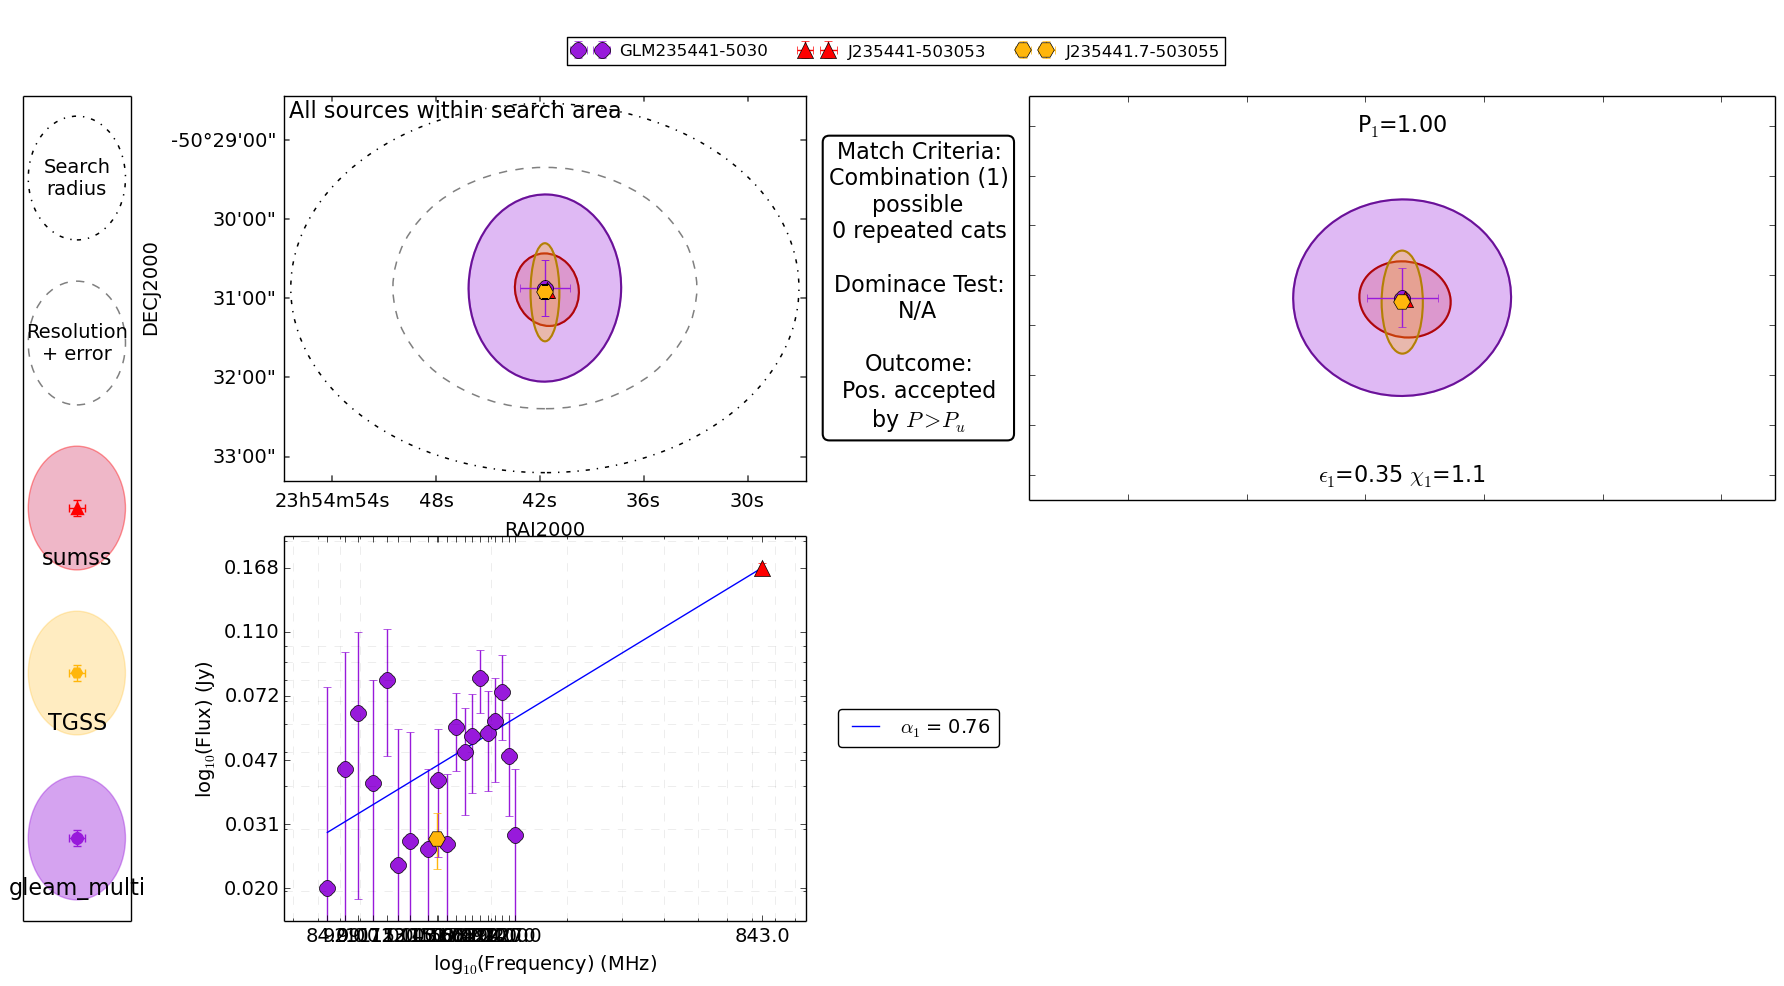 GLM235441-5030 J235441-503053 J235441.7-503055
Search
radius
Resolution
+ error
sumss
TGSS
gleam_multi
All sources within search area
DECJ2000
-50°29'00"
30'00"
31'00"
32'00"
33'00"
23h54m54s 48s 42s 36s 30s
RAJ2000
Match Criteria:
Combination (1)
possible
0 repeated cats
Dominace Test:
N/A
Outcome:
Pos. accepted
by P>Pu
P1=1.00
ϵ1=0.35 χ1=1.1
log10(Flux) (Jy)
0.168
0.110
0.072
0.047
0.031
0.020
843.0
log10(Frequency) (MHz)
α1 = 0.76